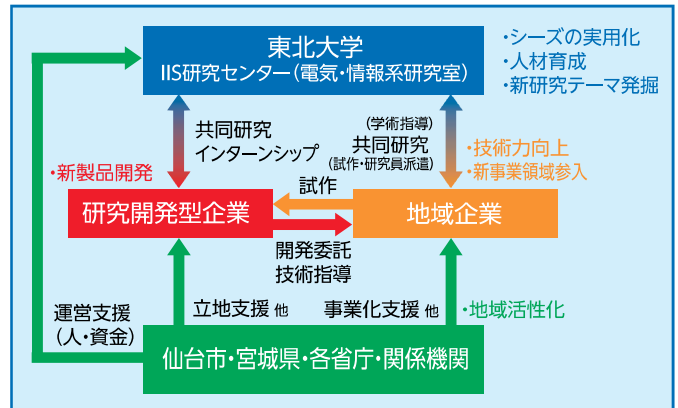 東北大学
IIS研究センター（電気・情報系研究室）
・シーズの実用化
・人材育成
・新研究テーマ発掘
共同研究
インターンシップ
（学術指導）
共同研究
（試作・研究員派遣）
・技術力向上
・新事業領域参入
・新製品開発
試作
研究開発型企業
地域企業
開発委託
技術指導
運営支援
（人・資金）
立地支援 他
事業化支援 他
・地域活性化
仙台市・宮城県・各省庁・関係機関